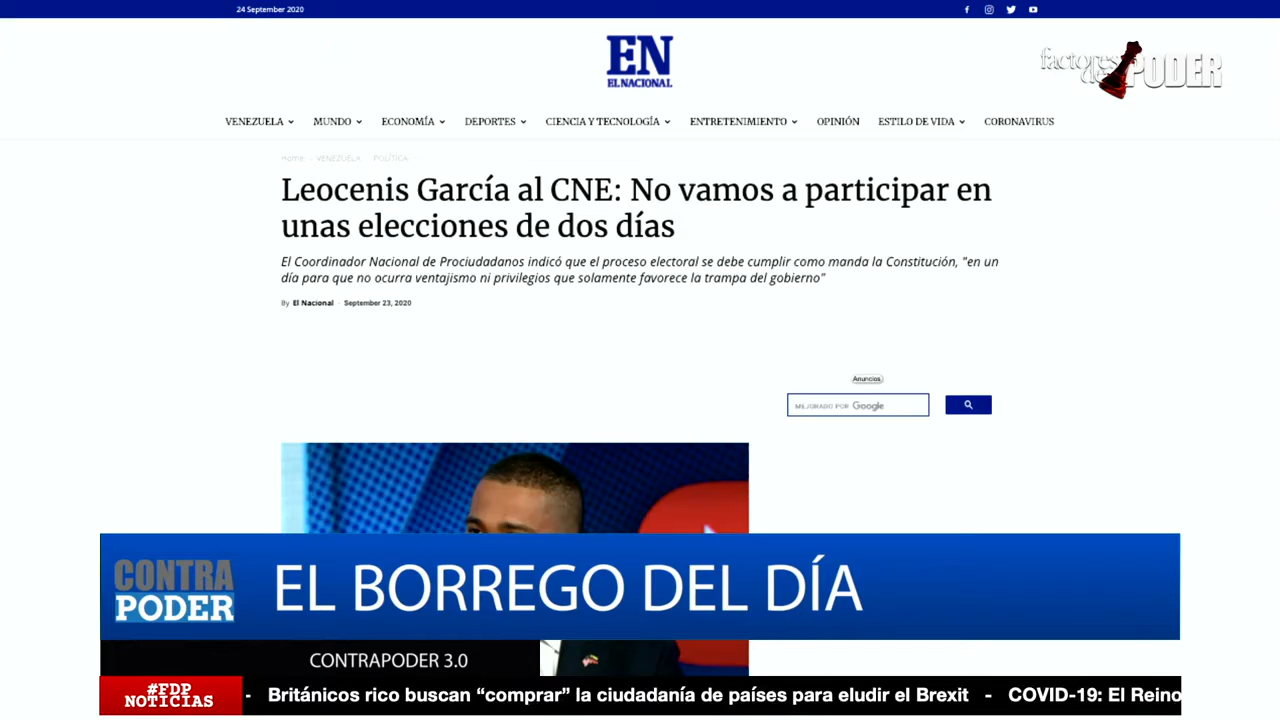 24 September 2020
EN
EL NACIONAL
factores de PODER
VENEZUELA MUNDO ECONOMÍA DEPORTES CIENCIA Y TECNOLOGÍA ENTRETENIMIENTO OPINIÓN ESTILO DE VIDA CORONAVIRUS
Home VENEZUELA POLÍTICA
Leocenis García al CNE: No vamos a participar en
unas elecciones de dos días
El Coordinador Nacional de Prociudadanos indicó que el proceso electoral se debe cumplir como manda la Constitución, "en un
día para que no ocurra ventajismo ni privilegios que solamente favorece la trampa del gobierno"
By El Nacional - September 23, 2020
Anuncios
MEJORADO POR Google
CONTRA
PODER
EL BORREGO DEL DÍA
CONTRAPODER 3.0
#FDP
NOTICIAS
- Británicos rico buscan “comprar” la ciudadanía de países para eludir el Brexit - COVID-19: El Reino